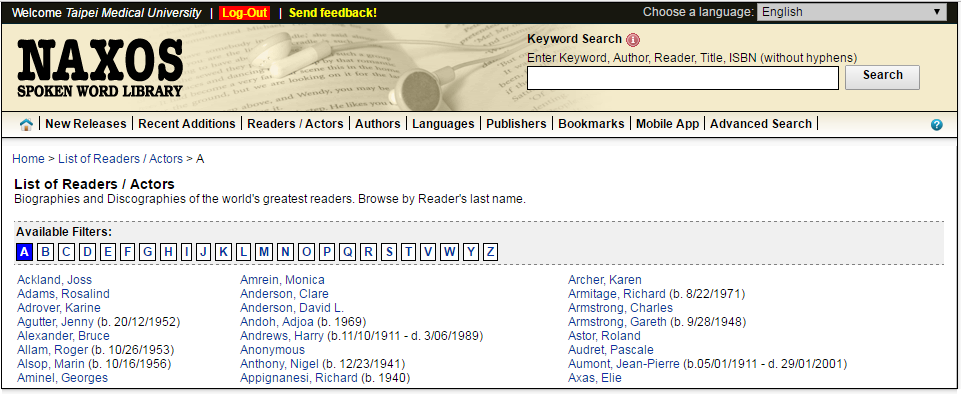 Welcome Taipei Medical University | Log-Out | Send feedback! Choose a language: English
NAXOS
SPOKEN WORD LIBRARY
Keyword Search
Enter Keyword, Author, Reader, Title, ISBN (without hyphens)
Search
New Releases | Recent Additions | Readers / Actors | Authors | Languages | Publishers | Bookmarks | Mobile App | Advanced Search |
Home > List of Readers / Actors > A
List of Readers / Actors
Biographies and Discographies of the world's greatest readers. Browse by Reader's last name.
Available Filters:
A B C D E F G H I J K L M N O P Q R S T V W Y Z
Ackland, Joss
Adams, Rosalind
Adrover, Karine
Agutter, Jenny (b. 20/12/1952)
Alexander, Bruce
Allam, Roger (b. 10/26/1953)
Alsop, Marin (b. 10/16/1956)
Aminel, Georges
Amrein, Monica
Anderson, Clare
Anderson, David L.
Andoh, Adjoa (b. 1969)
Andrews, Harry (b.11/10/1911 - d. 3/06/1989)
Anonymous
Anthony, Nigel (b. 12/23/1941)
Appignanesi, Richard (b. 1940)
Archer, Karen
Armitage, Richard (b. 8/22/1971)
Armstrong, Charles
Armstrong, Gareth (b. 9/28/1948)
Astor, Roland
Audret, Pascale
Aumont, Jean-Pierre (b.05/01/1911 - d. 29/01/2001)
Axas, Elie